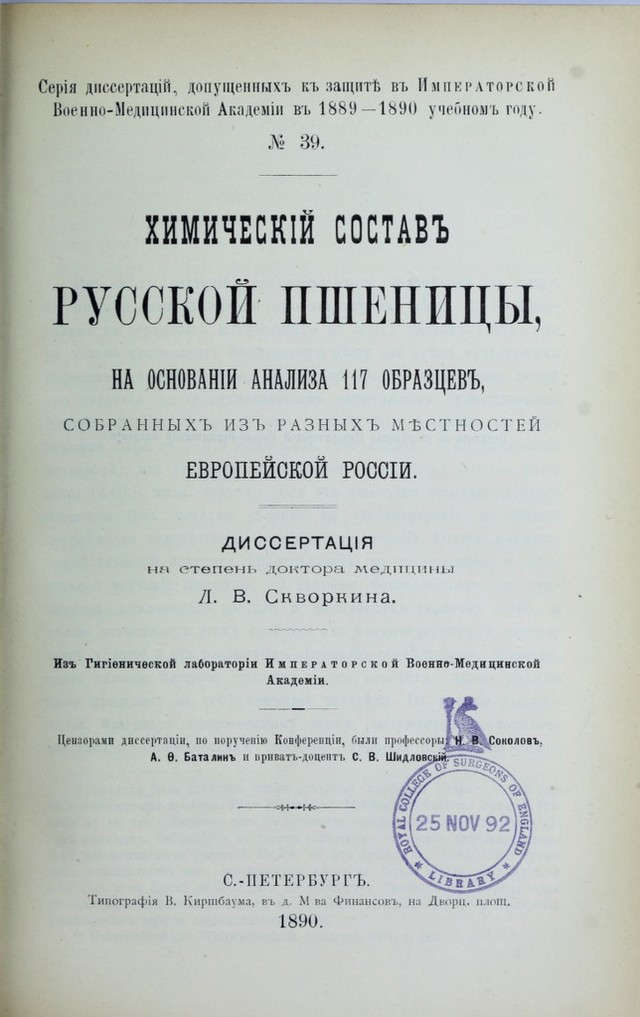 Серія диссертацій, допущенныхъ къ защитѣ въ Императорской
Военно-Медицинской Академіи въ 1889—1890 учебномъ году.
№ 39.
ХИМИЧЕСКІЙ СОСТАВЪ
РУССКОЙ ПШЕНИЦЫ,
НА ОСНОВАНІИ АНАЛИЗА 117 ОБРАЗЦЕВЪ,
СОБРАННЫХЪ ИЗЪ РАЗНЫХЪ МѢСТНОСТЕЙ
ЕВРОПЕЙСКОЙ РОССІИ.
ДИССЕРТАЦІЯ
на степень доктора медицины
Л. В. Скворкина.
Изъ Гигіенической лабораторіи Императорской Военно-Медицинской
Академіи.
Цензорами диссертаціи, по порученію Конференціи, были профессоры: Н. В. Соколовъ,
А. Ѳ. Баталинъ и приватъ-доцентъ С. В. Шидловскій.
ROYAL COLLEGE OF SURGEONS OF ENGLAND
25 NOV 92
LIBRARY
С.-ПЕТЕРБУРГЪ.
Типографія В. Киршбаума, въ д. М ва Финансовъ, на Дворц. площ.
1890.